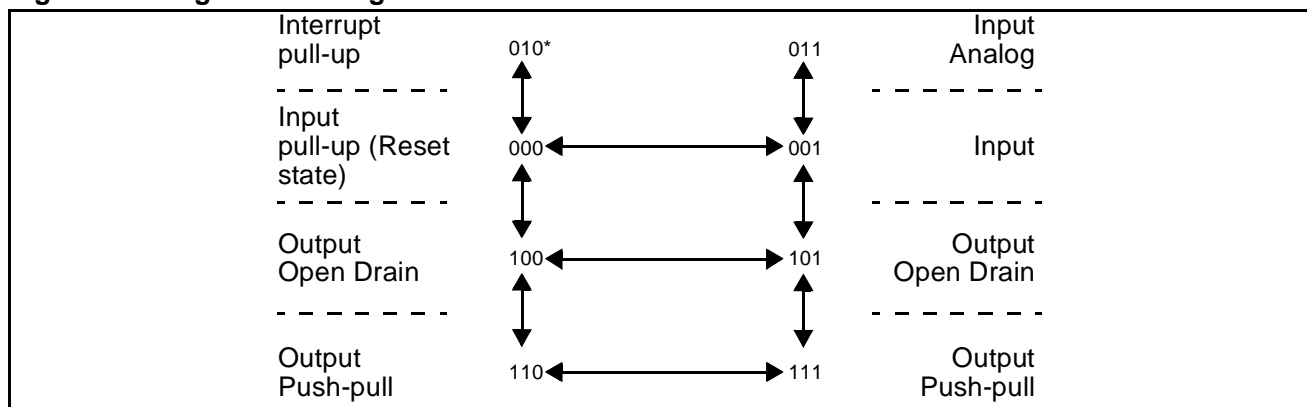 Interrupt
pull-up
010*
011
Input
Analog
Input
pull-up (Reset
state)
000
001
Input
Output
Open Drain
100
101
Output
Open Drain
Output
Push-pull
110
111
Output
Push-pull